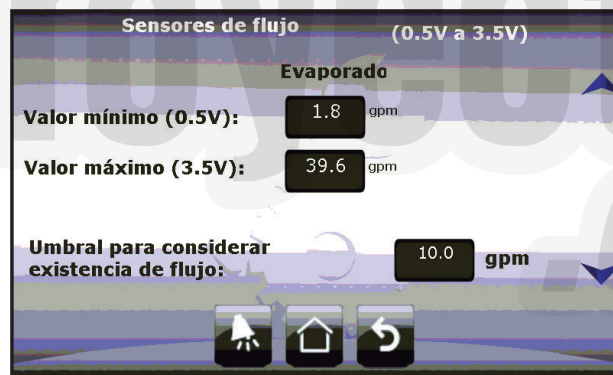 Sensores de flujo
(0.5V a 3.5V)
Evaporado
Valor mínimo (0.5V): 1.8 gpm
Valor máximo (3.5V): 39.6 gpm
Umbral para considerar
existencia de flujo: 10.0 gpm